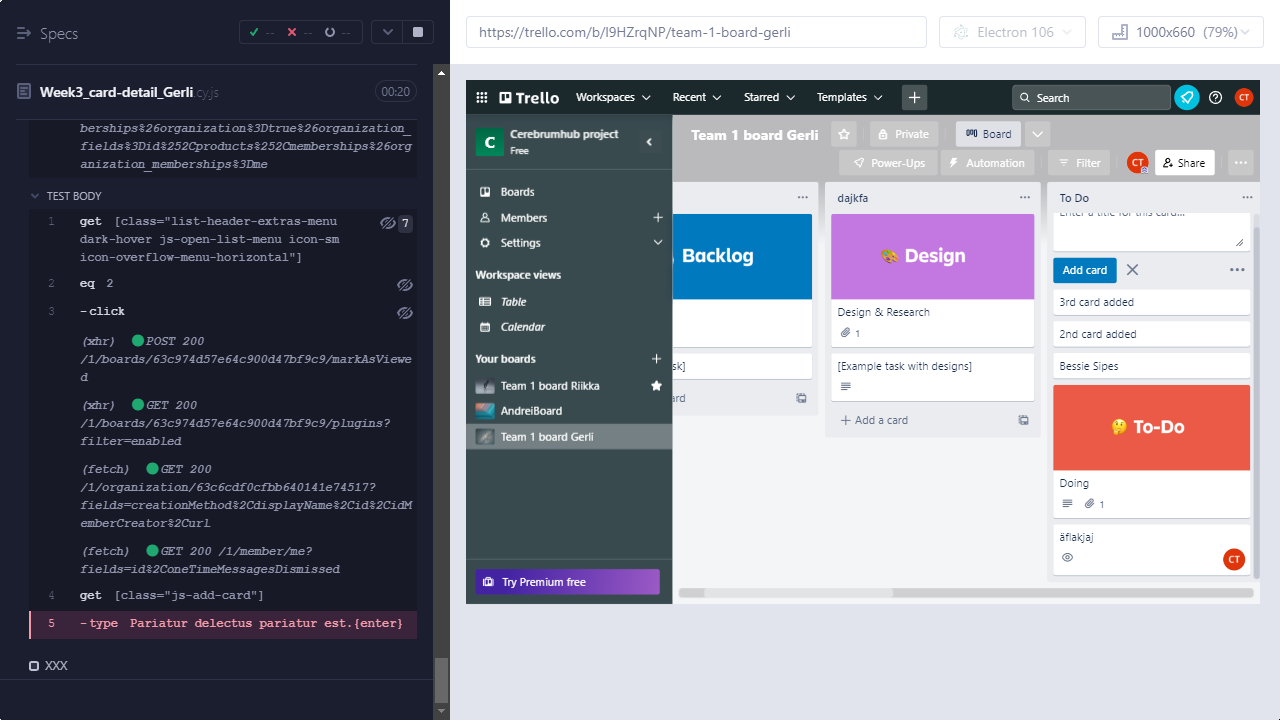 Specs
--
--
--
Week3_card-detail_Gerli cy.js
00:20
berships%26organization%3Dtrue%26organization_
fields%3Did%252Cproducts%252Cmemberships%26org
anization_memberships%3Dme
TEST BODY
1 get [class="list-header-extras-menu
dark-hover js-open-list-menu icon-sm
icon-overflow-menu-horizontal"]
7
2 eq 2
3 -click
(xhr) POST 200
/1/boards/63c974d57e64c900d47bf9c9/markAsViewe
d
(xhr) GET 200
/1/boards/63c974d57e64c900d47bf9c9/plugins?
filter=enabled
(fetch) GET 200
/1/organization/63c6cdf0cfbb640141e74517?
fields=creationMethod%2CdisplayName%2Cid%2CidM
emberCreator%2Curl
(fetch) GET 200 /1/member/me?
fields=id%2ConeTimeMessagesDismissed
4 get [class="js-add-card"]
5 -type Pariatur delectus pariatur est.{enter}
XXX
https://trello.com/b/I9HZrqNP/team-1-board-gerli
Electron 106
1000x660 (79%)
Trello
Workspaces
Recent
Starred
Templates
Search
CT
C
Cerebrumhub project
Free
Boards
Members
Settings
Workspace views
Table
Calendar
Your boards
Team 1 board Riikka
AndreiBoard
Team 1 board Gerli
Try Premium free
Team 1 board Gerli
Private
Board
Power-Ups
Automation
Filter
CT
Share
Backlog
sk]
ard
dajkfa
Design
Design & Research
1
[Example task with designs]
Add a card
To Do
Enter a title for this card...
Add card
3rd card added
2nd card added
Bessie Sipes
To-Do
Doing
1
äflakjaj
CT